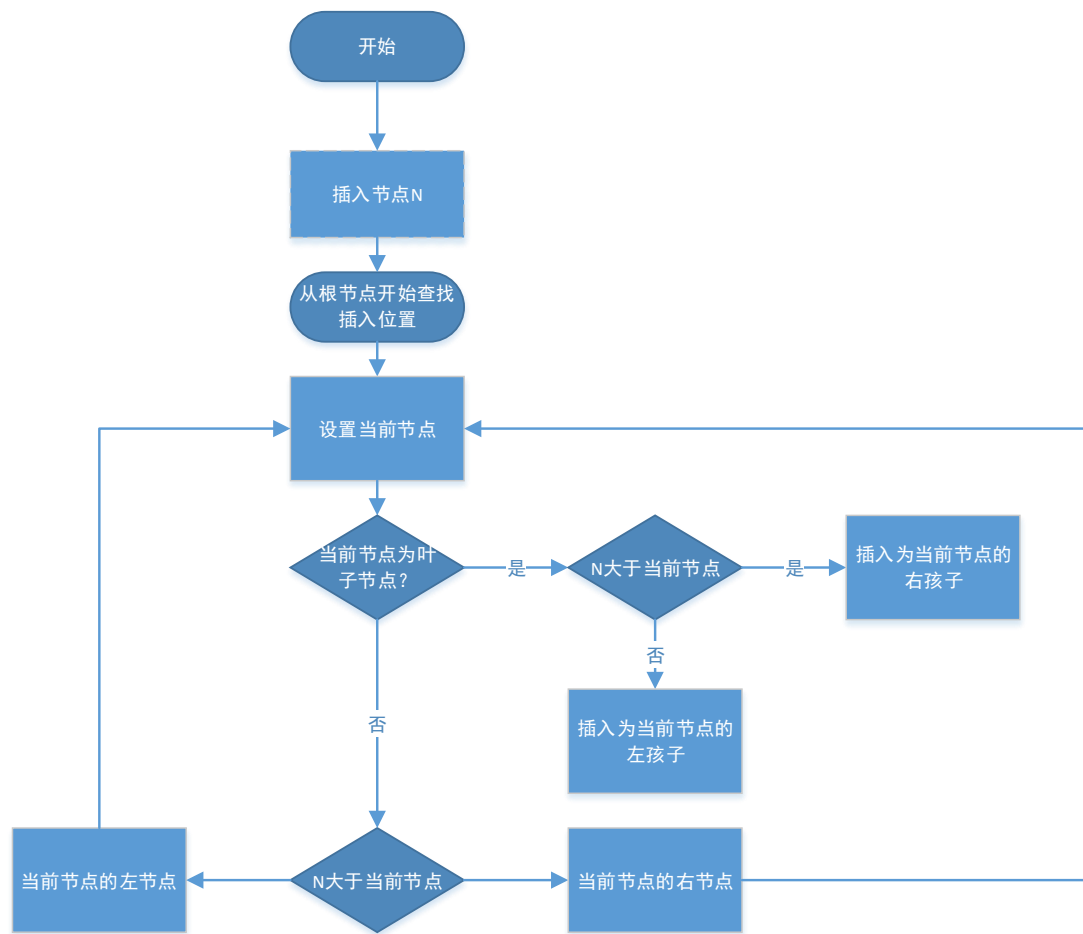 开始
插入节点N
从根节点开始查找
插入位置
设置当前节点
当前节点为叶
子节点?
是
N大于当前节点
是
插入为当前节点的
右孩子
否
插入为当前节点的
左孩子
否
当前节点的左节点
N大于当前节点
当前节点的右节点